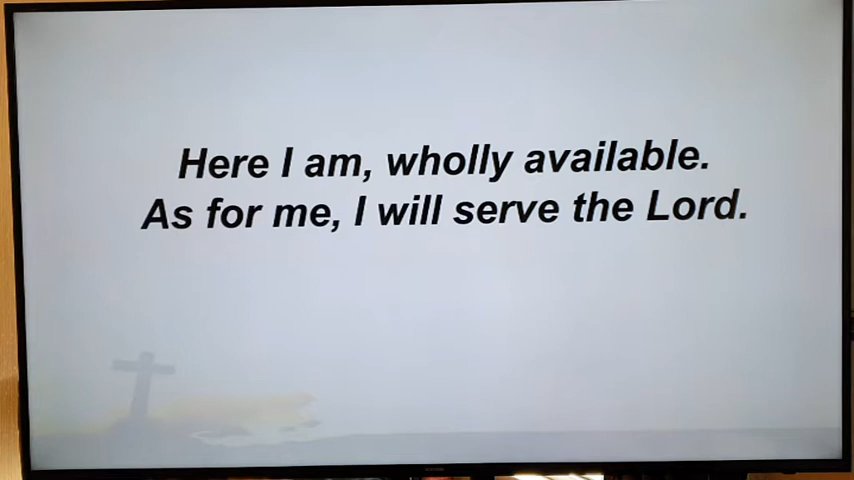 Here I am, wholly available.
As for me, I will serve the Lord.